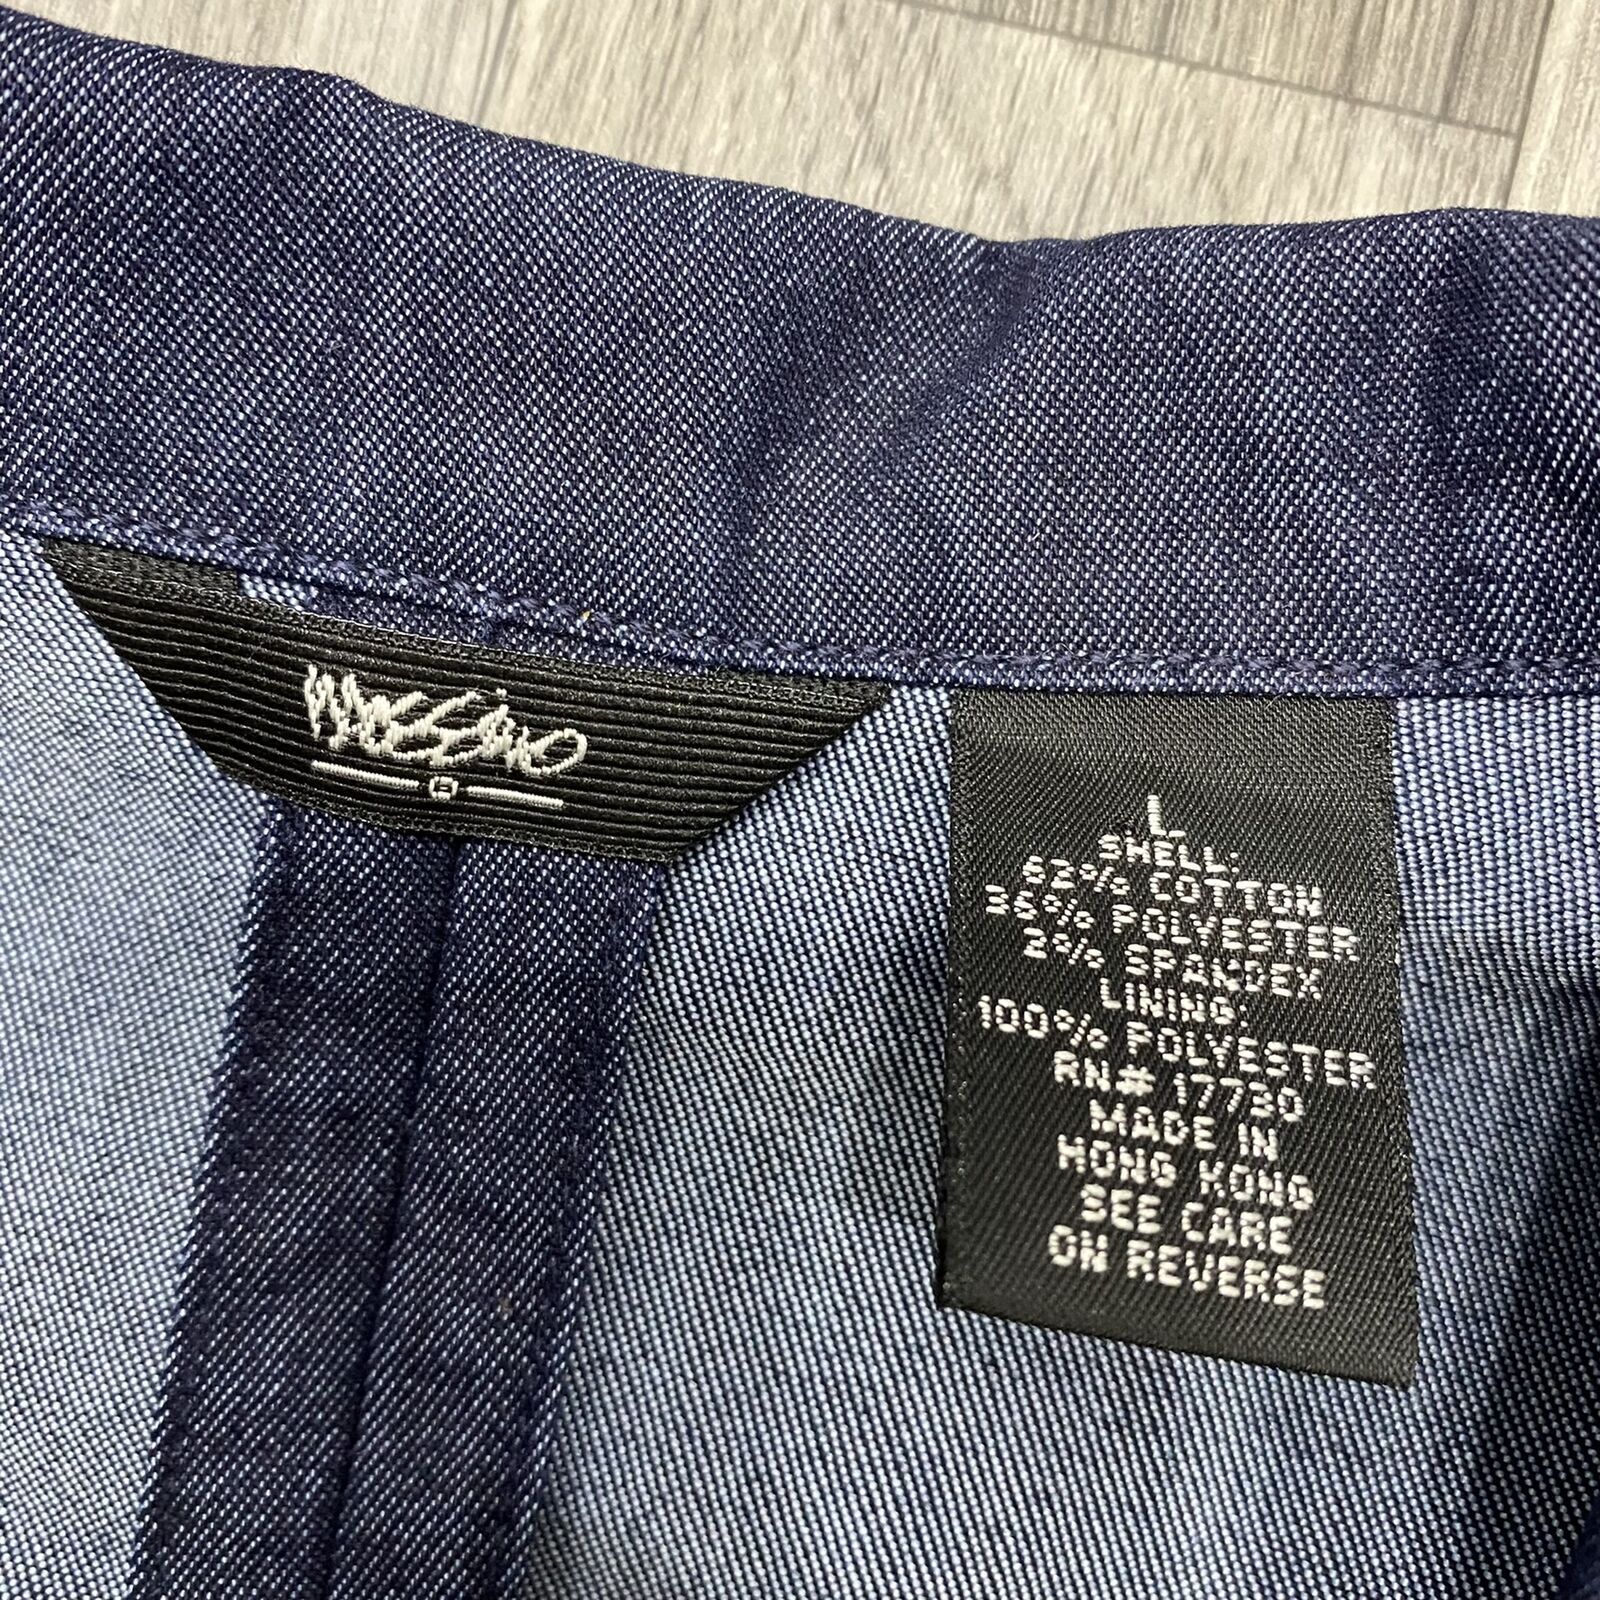 Mossimo
L.
SHELL:
62% COTTON
36% POLYESTER
2% SPANDEX
LINING:
100% POLYESTER
RN# 17730
MADE IN
HONG KONG
SEE CARE
ON REVERSE